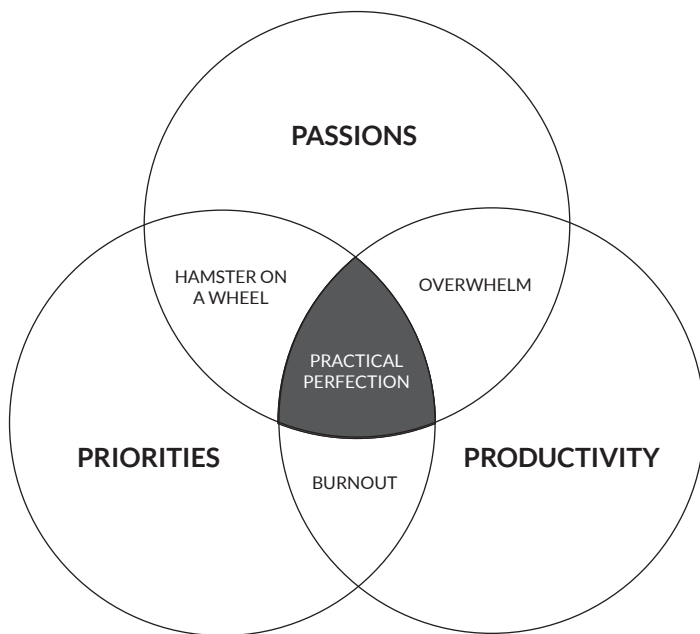 PASSIONS
HAMSTER ON
A WHEEL
OVERWHELM
PRACTICAL
PERFECTION
PRIORITIES
PRODUCTIVITY
BURNOUT